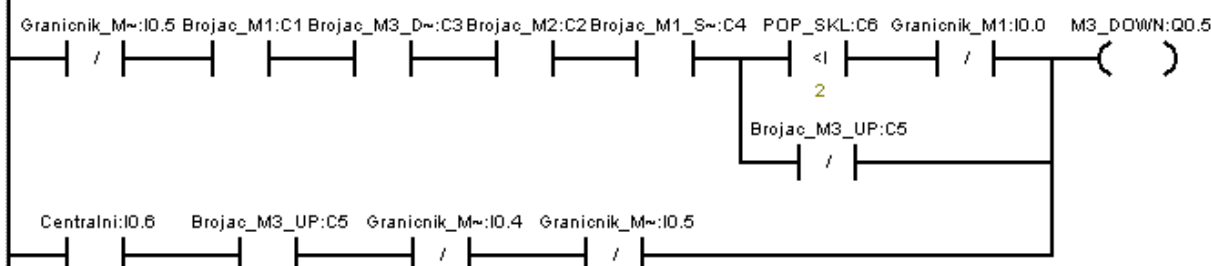 Granicnik_M~:I0.5 Brojac_M1:C1 Brojac_M3_D~:C3 Brojac_M2:C2 Brojac_M1_S~:C4 POP_SKL:C6 Granicnik_M1:I0.0 M3_DOWN:Q0.5
/ <I /
2
Brojac_M3_UP:C5
/
Centralni:I0.6 Brojac_M3_UP:C5 Granicnik_M~:I0.4 Granicnik_M~:I0.5
/ /